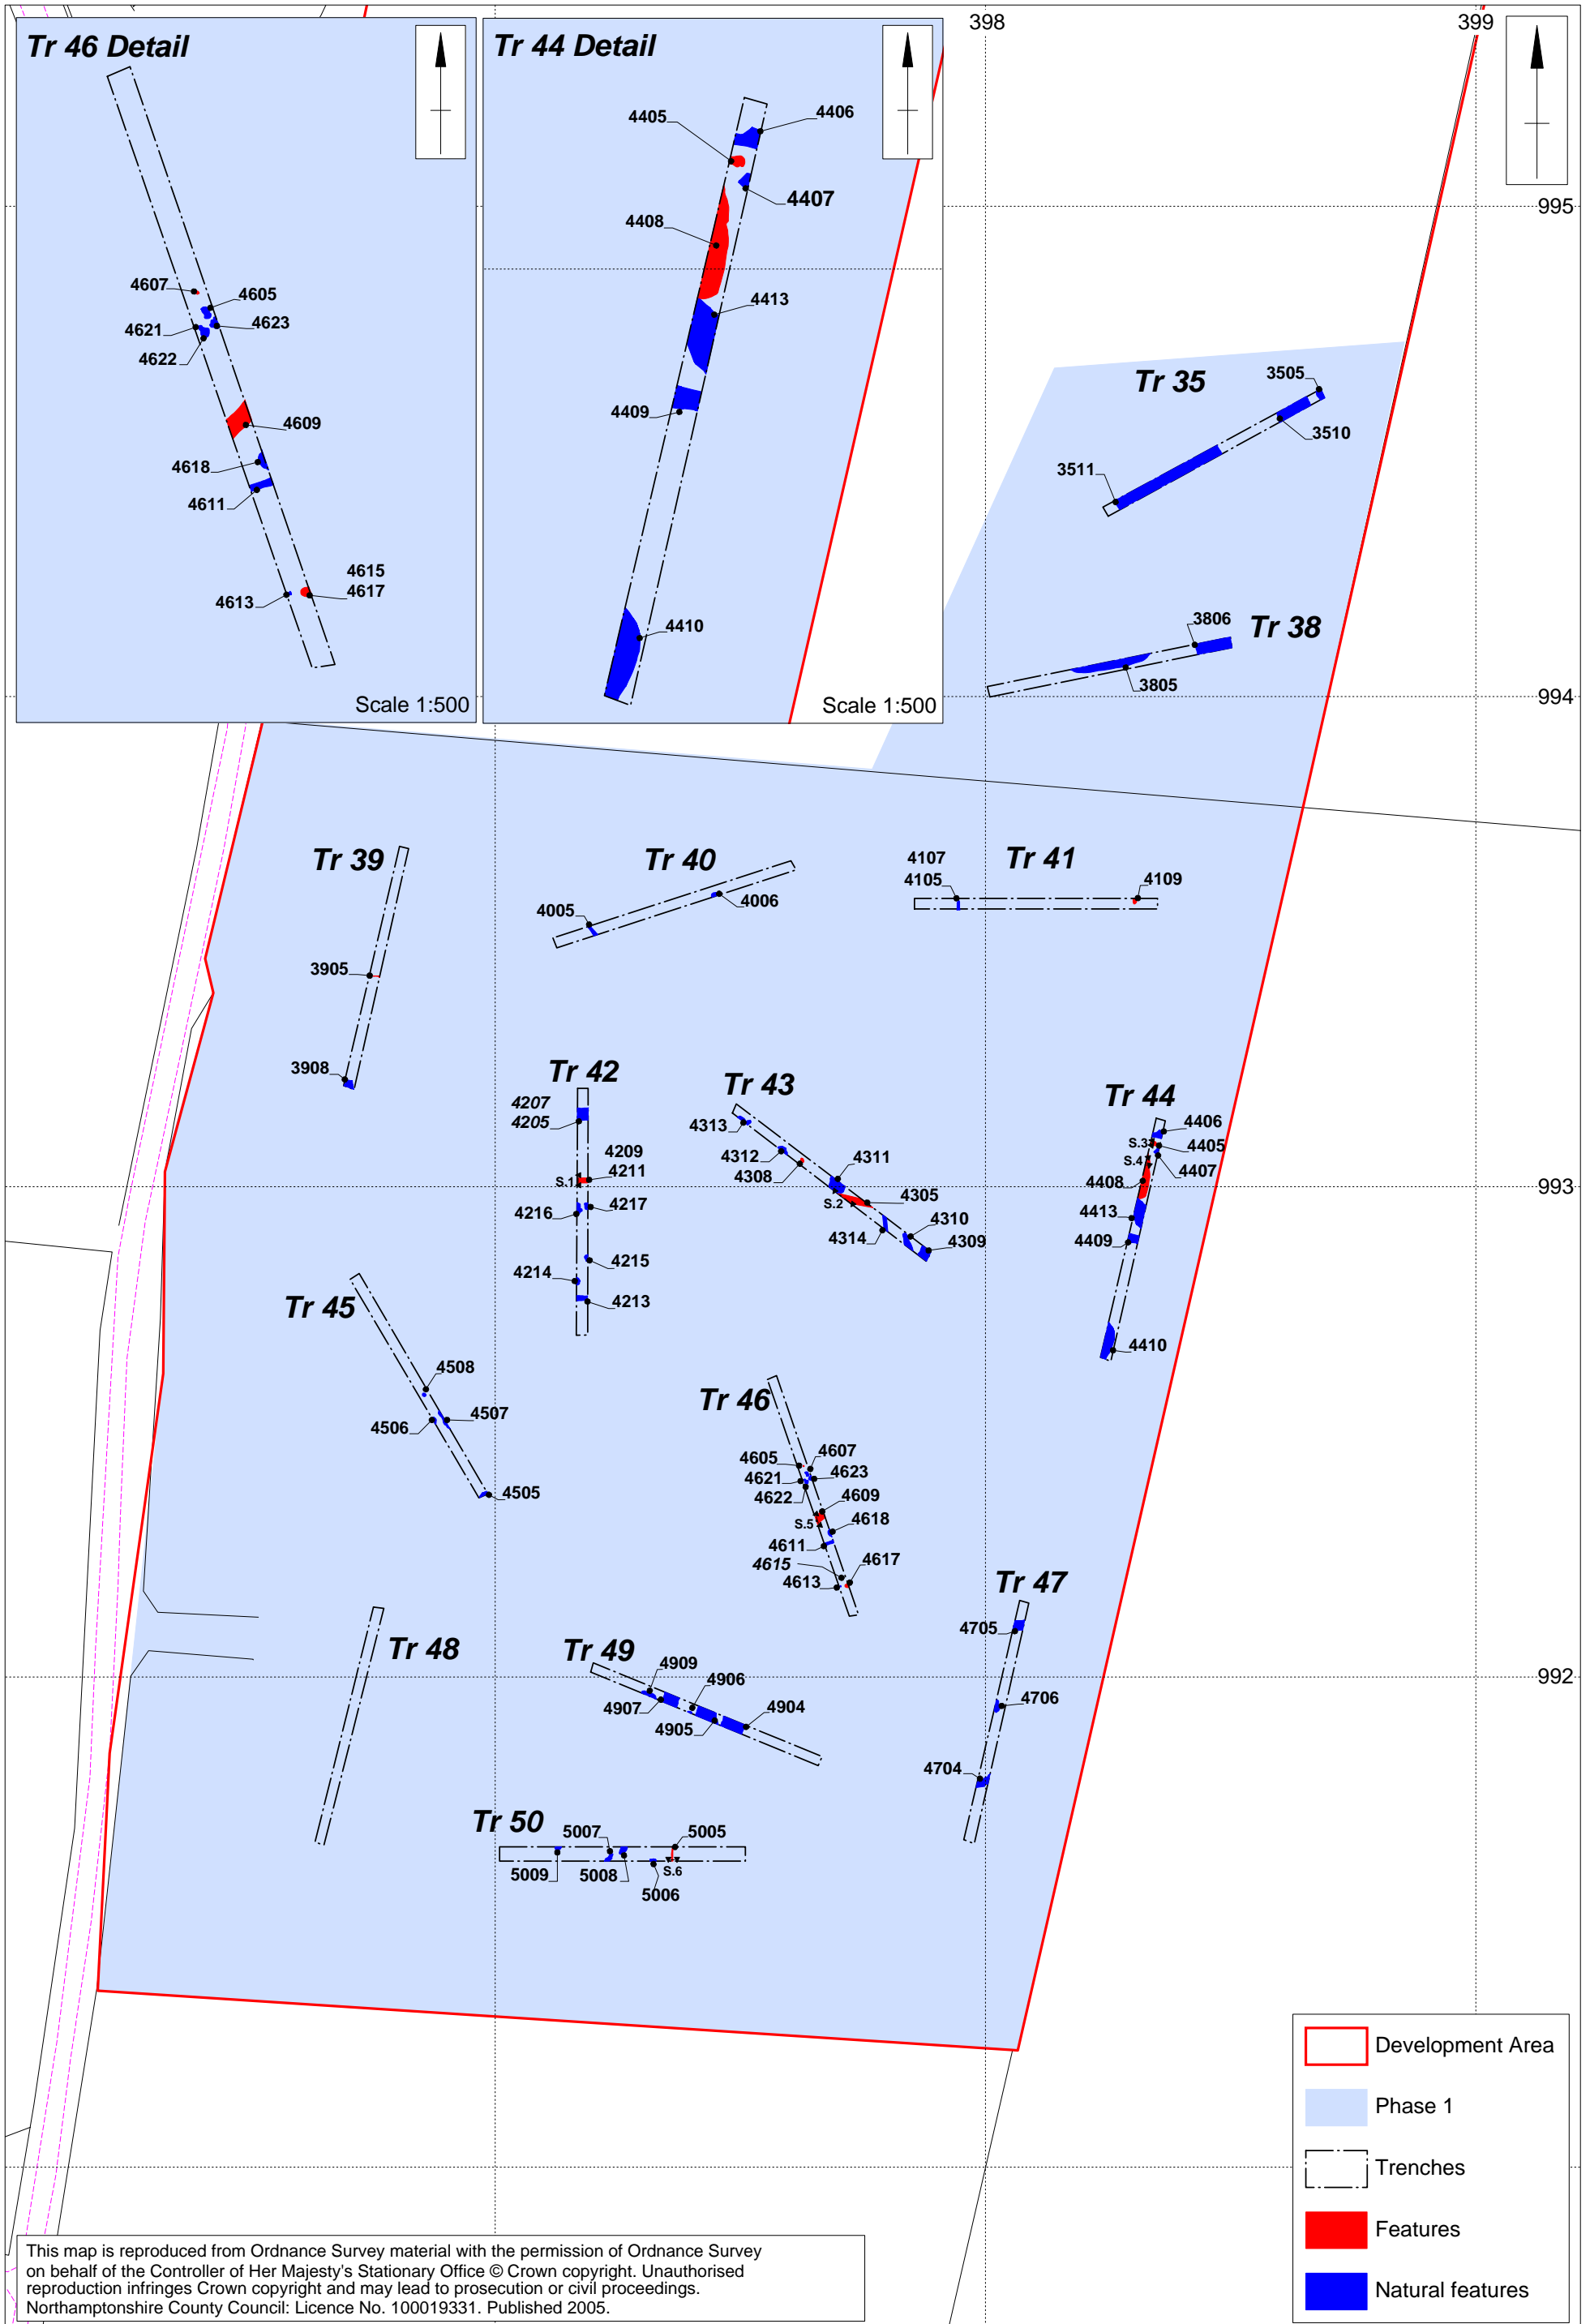 398
399
Tr 46 Detail
4607
4605
4621
4623
4622
4609
4618
4611
4615
4613
4617
Scale 1:500
Tr 44 Detail
4405
4406
4407
4408
4413
4409
4410
Scale 1:500
995
Tr 35
3505
3510
3511
3806
Tr 38
3805
994
Tr 39
3905
3908
Tr 40
4005
4006
Tr 41
4107
4105
4109
Tr 42
4207
4205
4209
4211
S.1
4216
4217
4215
4214
4213
Tr 43
4313
4312
4308
4311
4305
S.2
4310
4314
4309
Tr 44
4406
S.3
4405
S.4
4407
4408
4413
4409
4410
993
Tr 45
4508
4507
4506
4505
Tr 46
4605
4607
4621
4623
4622
4609
S.5
4618
4611
4615
4617
4613
Tr 47
4705
4706
4704
992
Tr 48
Tr 49
4909
4906
4907
4904
4905
Tr 50
5007
5005
5009
5008
S.6
5006
Development Area
Phase 1
Trenches
Features
Natural features
This map is reproduced from Ordnance Survey material with the permission of Ordnance Survey
on behalf of the Controller of Her Majesty's Stationary Office © Crown copyright. Unauthorised
reproduction infringes Crown copyright and may lead to prosecution or civil proceedings.
Northamptonshire County Council: Licence No. 100019331. Published 2005.